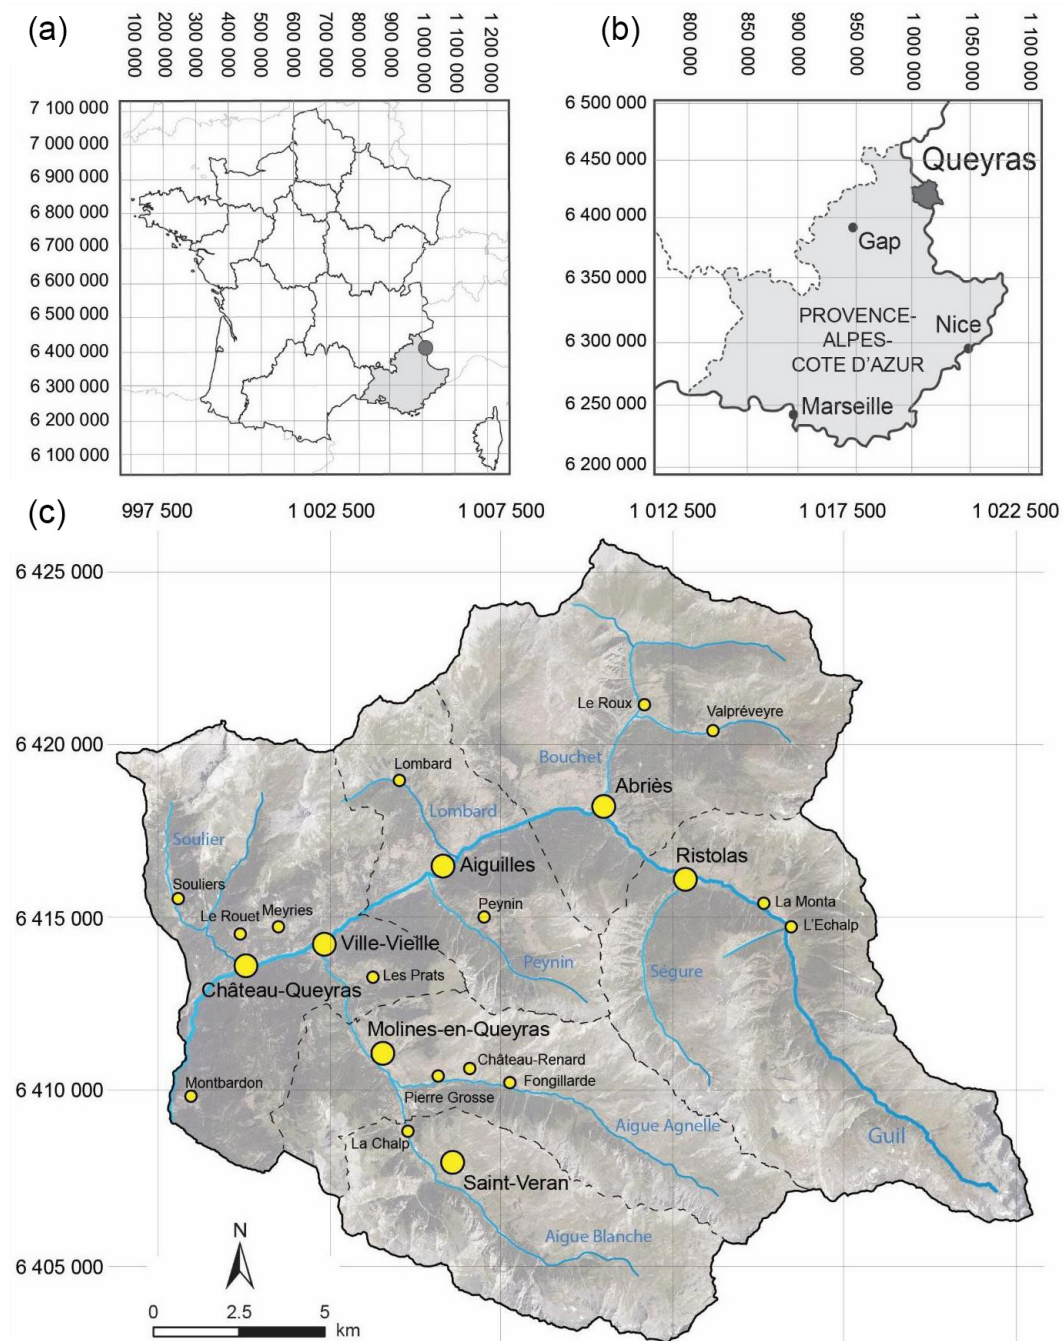 (a)
100 000
200 000
300 000
400 000
500 000
600 000
700 000
800 000
900 000
1 000 000
1 100 000
1 200 000
7 100 000
7 000 000
6 900 000
6 800 000
6 700 000
6 600 000
6 500 000
6 400 000
6 300 000
6 200 000
6 100 000
(b)
800 000
850 000
900 000
950 000
1 000 000
1 050 000
1 100 000
6 500 000
6 450 000
6 400 000
6 350 000
6 300 000
6 250 000
6 200 000
Queyras
Gap
PROVENCE-
ALPES-
COTE D'AZUR
Nice
Marseille
(c)
997 500
1 002 500
1 007 500
1 012 500
1 017 500
1 022 500
6 425 000
6 420 000
6 415 000
6 410 000
6 405 000
Le Roux
Valpréveyre
Bouchet
Lombard
Lombard
Abriès
Soulier
Aiguilles
Ristolas
Souliers
Le Rouet
Meyries
Peynin
La Monta
L'Echalp
Ville-Vieille
Château-Queyras
Les Prats
Peynin
Ségure
Molines-en-Queyras
Château-Renard
Fongillarde
Montbardon
Pierre Grosse
Aigue Agnelle
Guil
La Chalp
Saint-Veran
Aigue Blanche
N
0
2.5
5
km